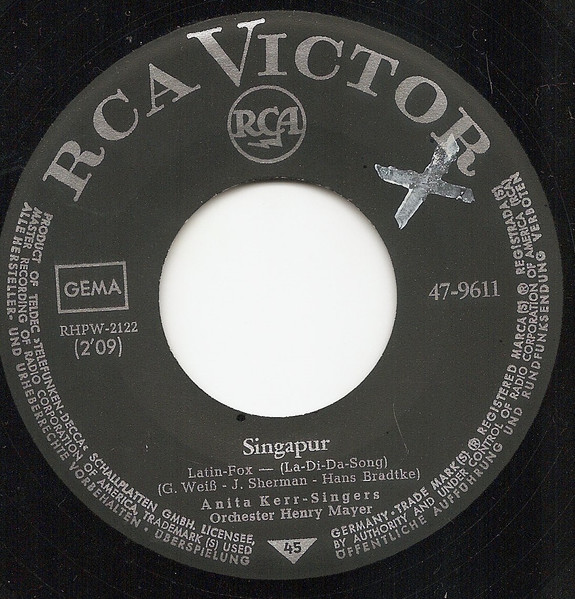 RCA VICTOR
RCA
GEMA
47-9611
RHPW-2122
(2'09)
Singapur
Latin-Fox — (La-Di-Da-Song)
(G. Weiß - J. Sherman - Hans Brädtke)
Anita Kerr-Singers
Orchester Henry Mayer
45
PRODUCT OF TELDEC »TELEFUNKEN-DECCA« SCHALLPLATTEN GMBH. LICENSEE,
MASTER RECORDING OF RADIO CORPORATION OF AMERICA, TRADEMARK (S) USED
ALLE HERSTELLER- UND URHEBERRECHTE VORBEHALTEN · ÜBERSPIELUNG
GERMANY · TRADE MARK(S) ® REGISTERED MARCA(S) ® REGISTRADA(S)
BY AUTHORITY AND UNDER CONTROL OF RADIO CORPORATION OF AMERICA
ÖFFENTLICHE AUFFÜHRUNG UND RUNDFUNKSENDUNG VERBOTEN